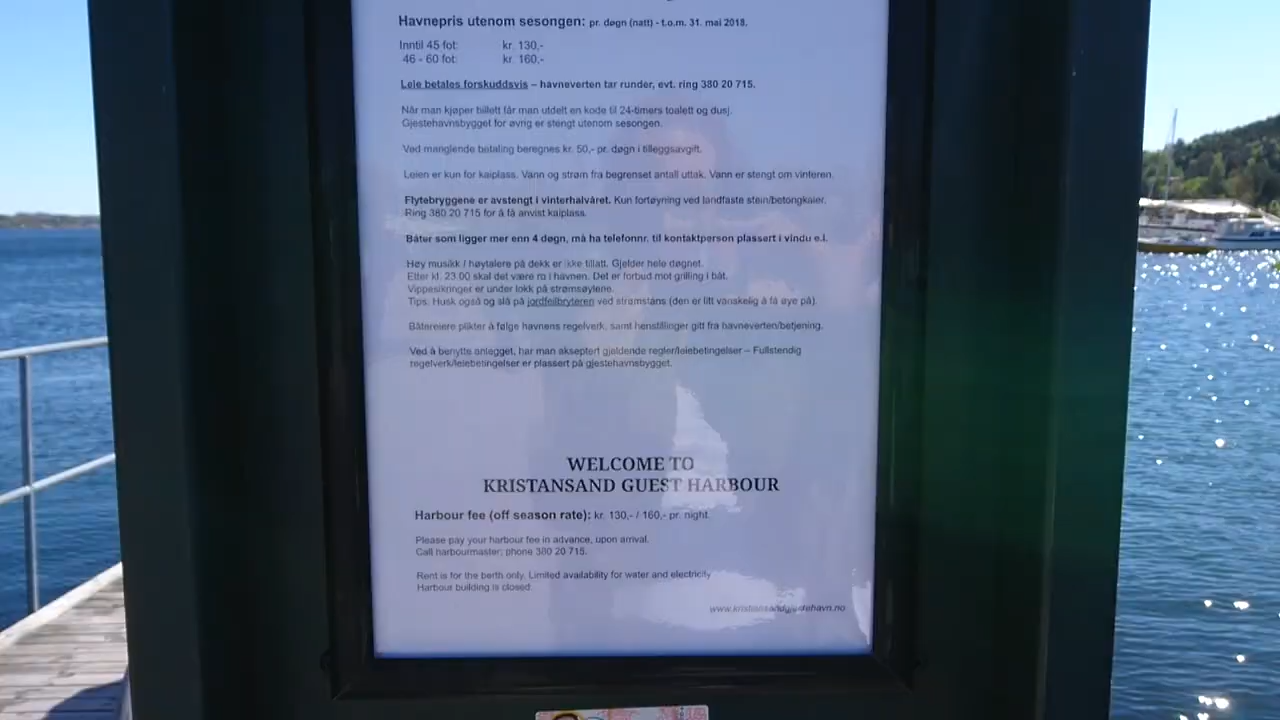 Havnepris utenom sesongen: pr. døgn (natt) - t.o.m. 31. mai 2018.
Inntil 45 fot: kr. 130,-
46 - 60 fot: kr. 160,-
Leie betales forskuddsvis – havneverten tar runder, evt. ring 380 20 715.
Når man kjøper billett får man utdelt en kode til 24-timers toalett og dusj.
Gjestehavnsbygget for øvrig er stengt utenom sesongen.
Ved manglende betaling beregnes kr. 50,- pr. døgn i tilleggsavgift.
Leien er kun for kaiplass. Vann og strøm fra begrenset antall uttak. Vann er stengt om vinteren.
Flytebryggene er avstengt i vinterhalvåret. Kun fortøyning ved landfaste stein/betongkaier.
Ring 380 20 715 for å få anvist kaiplass.
Båter som ligger mer enn 4 døgn, må ha telefonnr. til kontaktperson plassert i vindu e.l.
Høy musikk / høytalere på dekk er ikke tillatt. Gjelder hele døgnet.
Etter kl. 23.00 skal det være ro i havnen. Det er forbud mot grilling i båt.
Vippesikringer er under lokk på strømsøylene.
Tips: Husk også og slå på jordfeilbryteren ved strømstans (den er litt vanskelig å få øye på).
Båtereiere plikter å følge havnens regelverk, samt henstillinger gitt fra havneverten/betjening.
Ved å benytte anlegget, har man akseptert gjeldende regler/leiebetingelser – Fullstendig
regelverk/leiebetingelser er plassert på gjestehavnsbygget.
WELCOME TO
KRISTANSAND GUEST HARBOUR
Harbour fee (off season rate): kr. 130,- / 160,- pr. night.
Please pay your harbour fee in advance, upon arrival.
Call harbourmaster; phone 380 20 715.
Rent is for the berth only. Limited availability for water and electricity
Harbour building is closed.
www.kristiansandgjestehavn.no